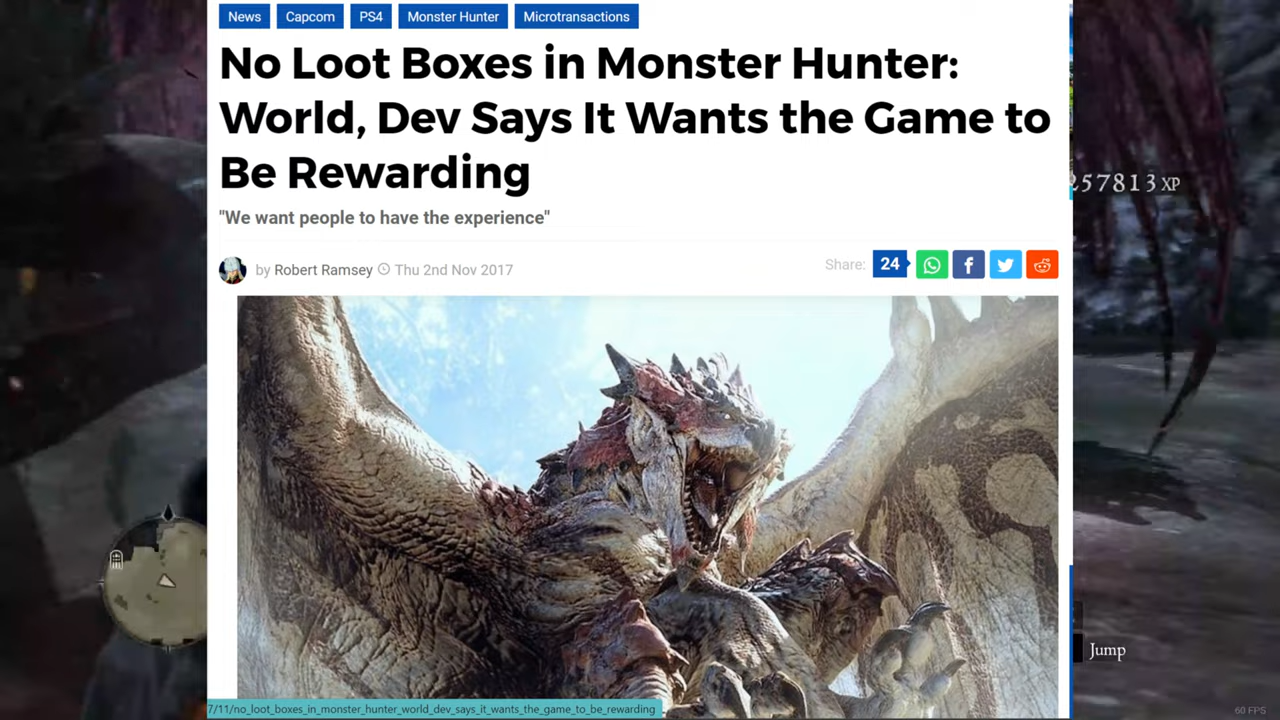 News
Capcom
PS4
Monster Hunter
Microtransactions
No Loot Boxes in Monster Hunter:
World, Dev Says It Wants the Game to
Be Rewarding
"We want people to have the experience"
by Robert Ramsey Thu 2nd Nov 2017
Share: 24
257813 XP
Jump
7/11/no_loot_boxes_in_monster_hunter_world_dev_says_it_wants_the_game_to_be_rewarding
60 FPS